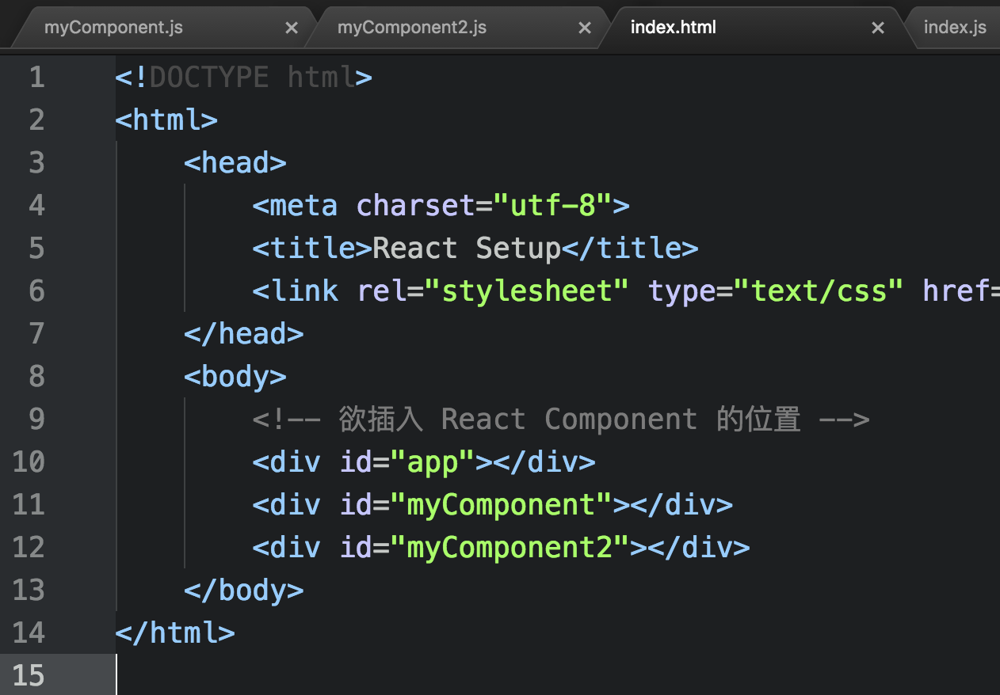 myComponent.js × myComponent2.js × index.html × index.js
1 <!DOCTYPE html>
2 <html>
3 <head>
4 <meta charset="utf-8">
5 <title>React Setup</title>
6 <link rel="stylesheet" type="text/css" href=
7 </head>
8 <body>
9 <!-- 欲插入 React Component 的位置 -->
10 <div id="app"></div>
11 <div id="myComponent"></div>
12 <div id="myComponent2"></div>
13 </body>
14 </html>
15